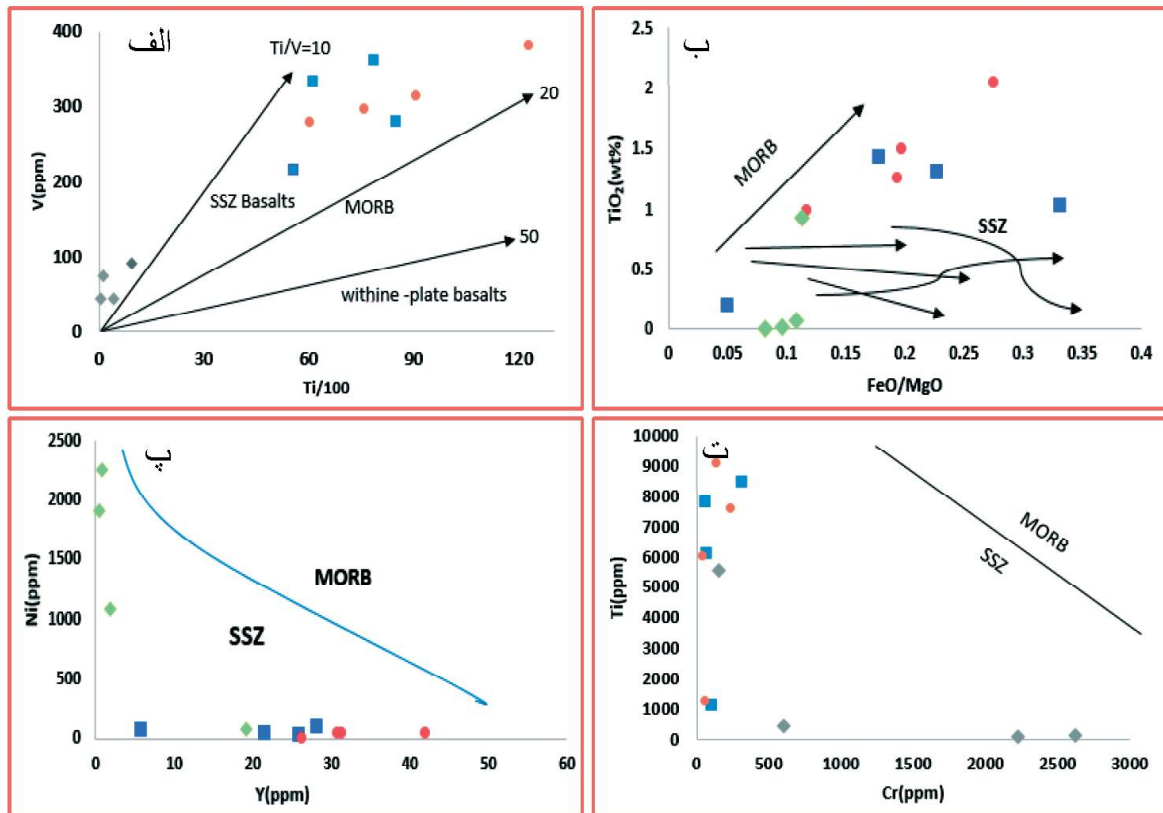 الف
400
300
200
100
0
V(ppm)
Ti/V=10
20
SSZ Basalts
MORB
50
withine -plate basalts
0 30 60 90 120
Ti/100
ب
2.5
2
1.5
1
0.5
0
TiO₂(wt%)
MORB
SSZ
0 0.05 0.1 0.15 0.2 0.25 0.3 0.35 0.4
FeO/MgO
پ
2500
2000
1500
1000
500
0
Ni(ppm)
MORB
SSZ
0 10 20 30 40 50 60
Y(ppm)
ت
10000
9000
8000
7000
6000
5000
4000
3000
2000
1000
0
Ti(ppm)
MORB
SSZ
0 500 1000 1500 2000 2500 3000
Cr(ppm)